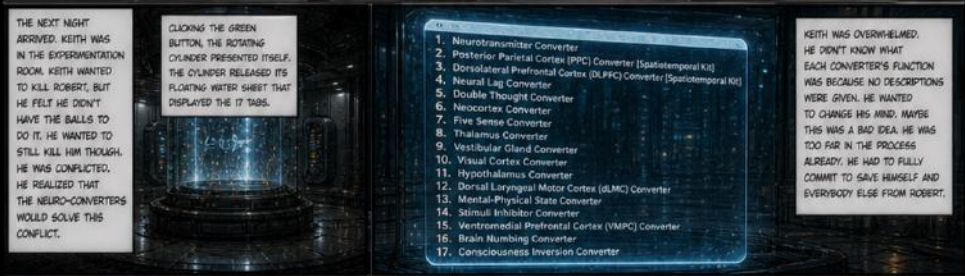 THE NEXT NIGHT
ARRIVED. KEITH WAS
IN THE EXPERIMENTATION
ROOM. KEITH WANTED
TO KILL ROBERT, BUT
HE FELT HE DIDN'T
HAVE THE BALLS TO
DO IT. HE WANTED TO
STILL KILL HIM THOUGH.
HE WAS CONFLICTED.
HE REALIZED THAT
THE NEURO-CONVERTERS
WOULD SOLVE THIS
CONFLICT.
CLICKING THE GREEN
BUTTON, THE ROTATING
CYLINDER PRESENTED ITSELF.
THE CYLINDER RELEASED ITS
FLOATING WATER SHEET THAT
DISPLAYED THE 17 TABS.
1. Neurotransmitter Converter
2. Posterior Parietal Cortex (PPC) Converter [Spatiotemporal Kit]
3. Dorsolateral Prefrontal Cortex (DLPFC) Converter [Spatiotemporal Kit]
4. Neural Lag Converter
5. Double Thought Converter
6. Neocortex Converter
7. Five Sense Converter
8. Thalamus Converter
9. Vestibular Gland Converter
10. Visual Cortex Converter
11. Hypothalamus Converter
12. Dorsal Laryngeal Motor Cortex (dLMC) Converter
13. Mental-Physical State Converter
14. Stimuli Inhibitor Converter
15. Ventromedial Prefrontal Cortex (VMPC) Converter
16. Brain Numbing Converter
17. Consciousness Inversion Converter
KEITH WAS OVERWHELMED.
HE DIDN'T KNOW WHAT
EACH CONVERTER'S FUNCTION
WAS BECAUSE NO DESCRIPTIONS
WERE GIVEN. HE WANTED
TO CHANGE HIS MIND. MAYBE
THIS WAS A BAD IDEA. HE WAS
TOO FAR IN THE PROCESS
ALREADY. HE HAD TO FULLY
COMMIT TO SAVE HIMSELF AND
EVERYBODY ELSE FROM ROBERT.